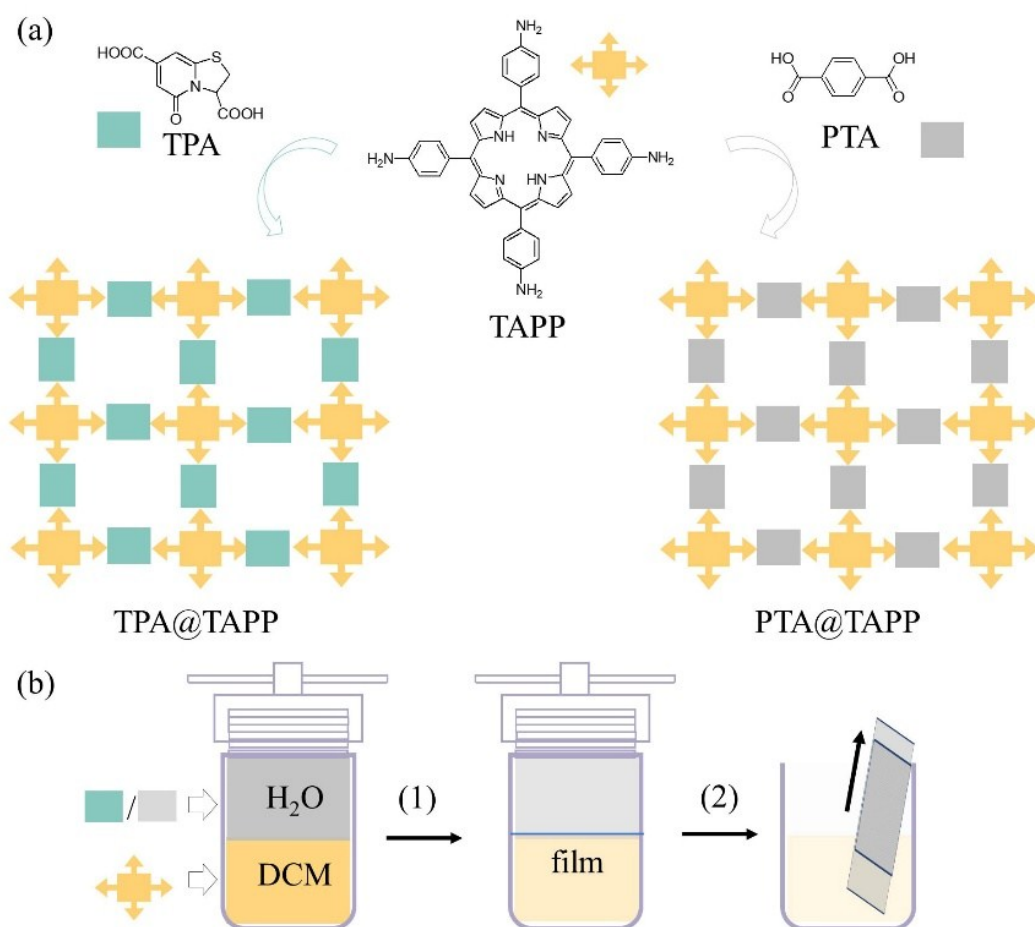 (a)
NH₂
HOOC
S
N
O
COOH
TPA
H₂N
NH
N
N
HN
NH₂
NH₂
TAPP
HO
O
OH
O
PTA
TPA@TAPP
PTA@TAPP
(b)
/
H₂O
DCM
(1)
film
(2)